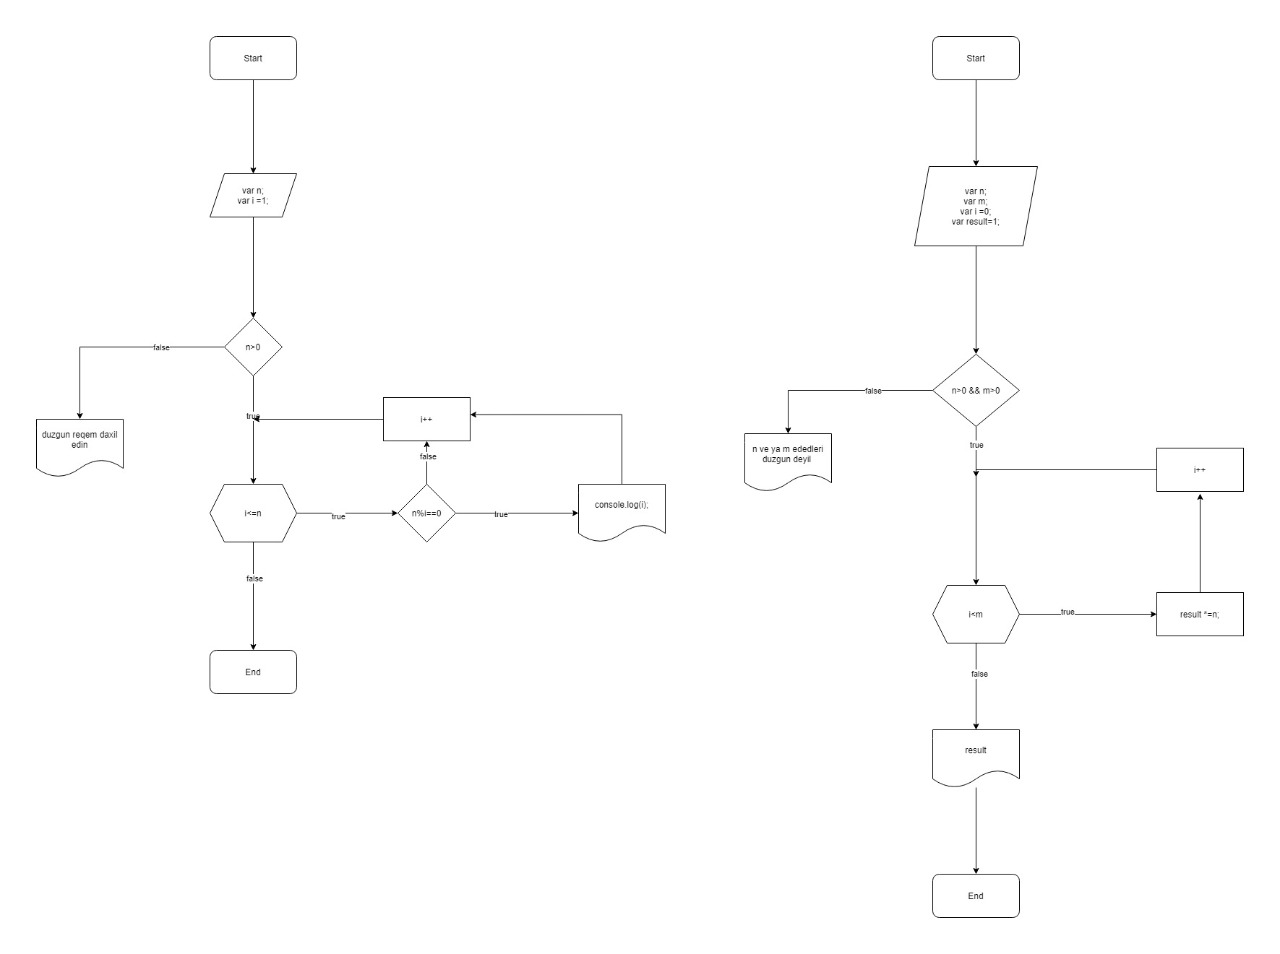 Start
var n;
var i =1;
n>0
false
true
duzgun reqem daxil
edin
i++
false
i<=n
true
n%i==0
true
console.log(i);
false
End
Start
var n;
var m;
var i =0;
var result=1;
n>0 && m>0
false
true
n ve ya m ededleri
duzgun deyil
i++
i<m
true
result *=n;
false
result
End